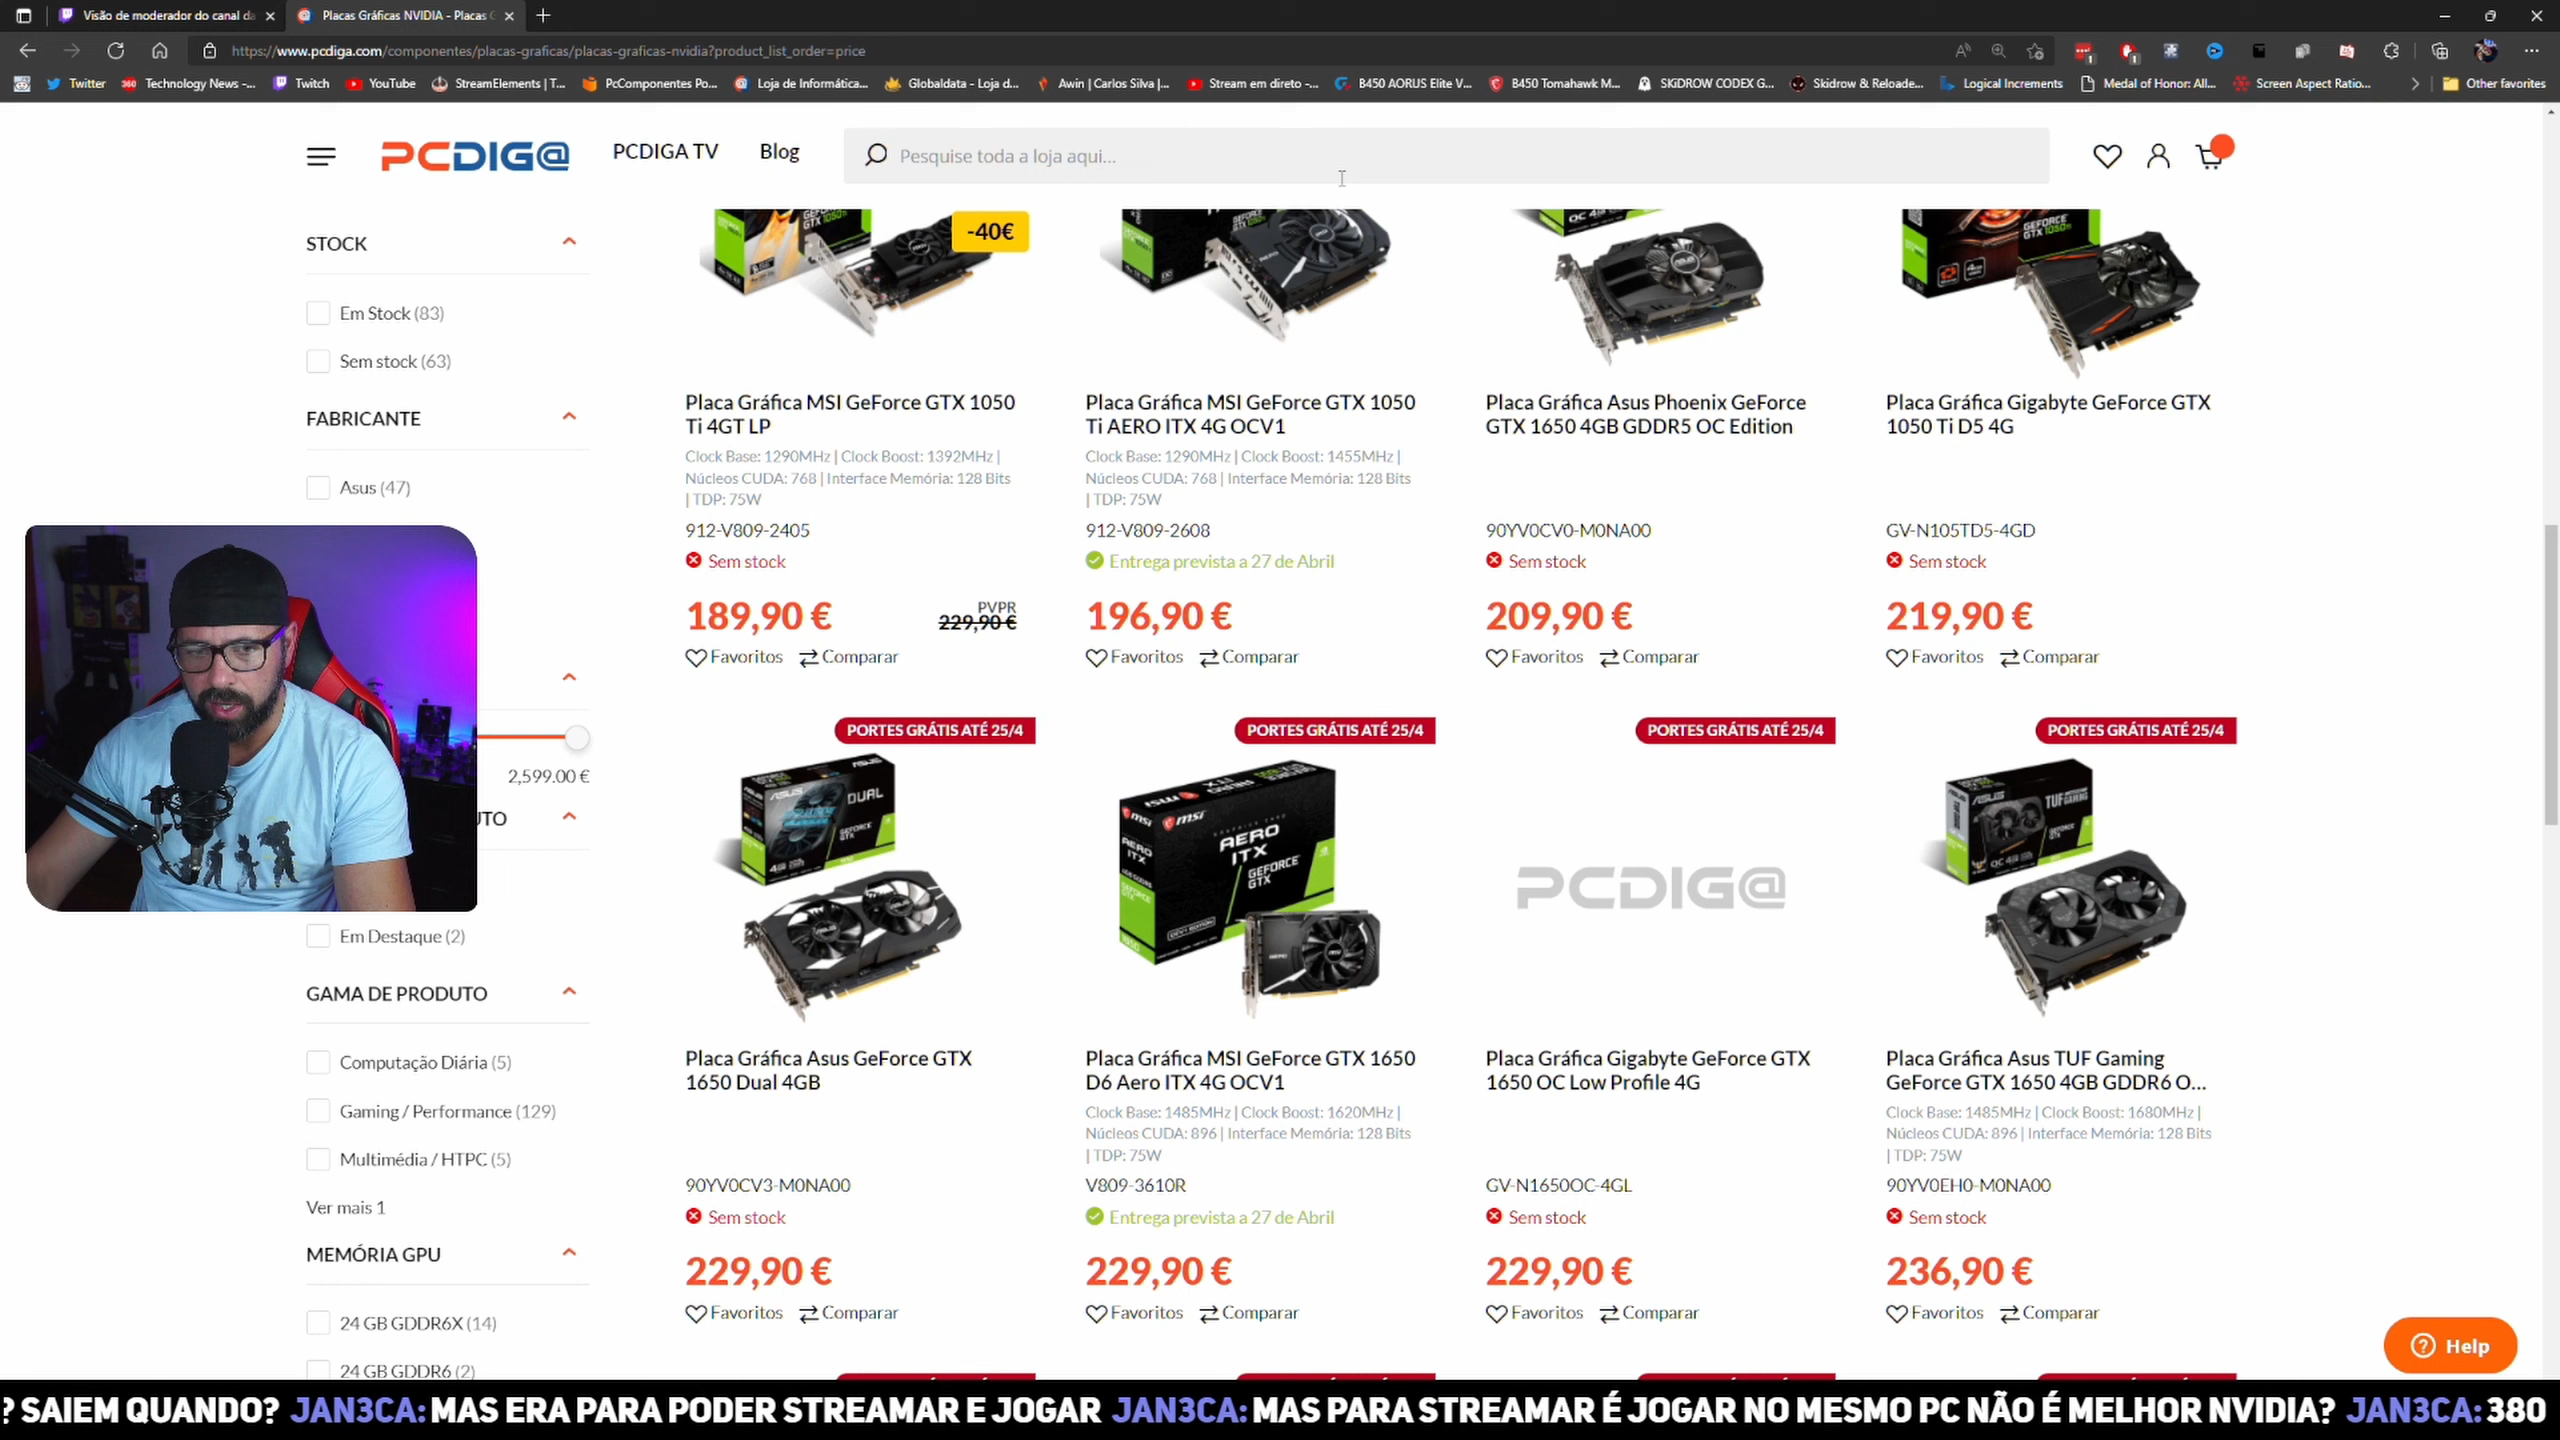 Visão de moderador do canal da
Placas Gráficas NVIDIA - Placas G
https://www.pcdiga.com/componentes/placas-graficas/placas-graficas-nvidia?product_list_order=price
Twitter
Technology News -...
Twitch
YouTube
StreamElements | T...
PcComponentes Po...
Loja de Informática...
Globaldata - Loja d...
Awin | Carlos Silva |...
Stream em direto -...
B450 AORUS Elite V...
B450 Tomahawk M...
SKiDROW CODEX G...
Skidrow & Reloade...
Logical Increments
Medal of Honor: All...
Screen Aspect Ratio...
Other favorites
PCDIG@
PCDIGA TV
Blog
Pesquise toda a loja aqui...
STOCK
Em Stock (83)
Sem stock (63)
FABRICANTE
Asus (47)
2,599.00 €
UTO
Em Destaque (2)
GAMA DE PRODUTO
Computação Diária (5)
Gaming / Performance (129)
Multimédia / HTPC (5)
Ver mais 1
MEMÓRIA GPU
24 GB GDDR6X (14)
24 GB GDDR6 (2)
-40€
Placa Gráfica MSI GeForce GTX 1050
Ti 4GT LP
Clock Base: 1290MHz | Clock Boost: 1392MHz |
Núcleos CUDA: 768 | Interface Memória: 128 Bits
| TDP: 75W
912-V809-2405
Sem stock
189,90 €
PVPR
229,90 €
Favoritos
Comparar
Placa Gráfica MSI GeForce GTX 1050
Ti AERO ITX 4G OCV1
Clock Base: 1290MHz | Clock Boost: 1455MHz |
Núcleos CUDA: 768 | Interface Memória: 128 Bits
| TDP: 75W
912-V809-2608
Entrega prevista a 27 de Abril
196,90 €
Favoritos
Comparar
Placa Gráfica Asus Phoenix GeForce
GTX 1650 4GB GDDR5 OC Edition
90YV0CV0-M0NA00
Sem stock
209,90 €
Favoritos
Comparar
Placa Gráfica Gigabyte GeForce GTX
1050 Ti D5 4G
GV-N105TD5-4GD
Sem stock
219,90 €
Favoritos
Comparar
PORTES GRÁTIS ATÉ 25/4
DUAL
Placa Gráfica Asus GeForce GTX
1650 Dual 4GB
90YV0CV3-M0NA00
Sem stock
229,90 €
Favoritos
Comparar
PORTES GRÁTIS ATÉ 25/4
msi
AERO
ITX
GEFORCE
GTX
Placa Gráfica MSI GeForce GTX 1650
D6 Aero ITX 4G OCV1
Clock Base: 1485MHz | Clock Boost: 1620MHz |
Núcleos CUDA: 896 | Interface Memória: 128 Bits
| TDP: 75W
V809-3610R
Entrega prevista a 27 de Abril
229,90 €
Favoritos
Comparar
PORTES GRÁTIS ATÉ 25/4
PCDIG@
Placa Gráfica Gigabyte GeForce GTX
1650 OC Low Profile 4G
GV-N1650OC-4GL
Sem stock
229,90 €
Favoritos
Comparar
PORTES GRÁTIS ATÉ 25/4
TUF GAMING
Placa Gráfica Asus TUF Gaming
GeForce GTX 1650 4GB GDDR6 O...
Clock Base: 1485MHz | Clock Boost: 1680MHz |
Núcleos CUDA: 896 | Interface Memória: 128 Bits
| TDP: 75W
90YV0EH0-M0NA00
Sem stock
236,90 €
Favoritos
Comparar
Help
? SAIEM QUANDO? JAN3CA: MAS ERA PARA PODER STREAMAR E JOGAR JAN3CA: MAS PARA STREAMAR É JOGAR NO MESMO PC NÃO É MELHOR NVIDIA? JAN3CA: 380